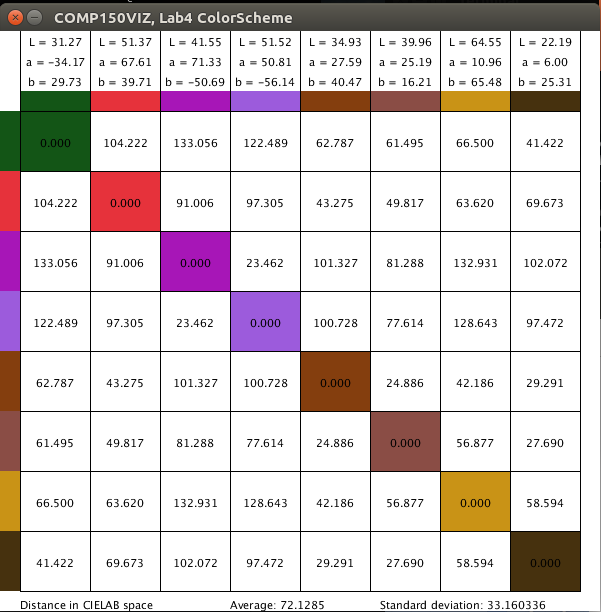 COMP150VIZ, Lab4 ColorScheme
L = 31.27 L = 51.37 L = 41.55 L = 51.52 L = 34.93 L = 39.96 L = 64.55 L = 22.19
a = −34.17 a = 67.61 a = 71.33 a = 50.81 a = 27.59 a = 25.19 a = 10.96 a = 6.00
b = 29.73 b = 39.71 b = −50.69 b = −56.14 b = 40.47 b = 16.21 b = 65.48 b = 25.31
0.000 104.222 133.056 122.489 62.787 61.495 66.500 41.422
104.222 0.000 91.006 97.305 43.275 49.817 63.620 69.673
133.056 91.006 0.000 23.462 101.327 81.288 132.931 102.072
122.489 97.305 23.462 0.000 100.728 77.614 128.643 97.472
62.787 43.275 101.327 100.728 0.000 24.886 42.186 29.291
61.495 49.817 81.288 77.614 24.886 0.000 56.877 27.690
66.500 63.620 132.931 128.643 42.186 56.877 0.000 58.594
41.422 69.673 102.072 97.472 29.291 27.690 58.594 0.000
Distance in CIELAB space Average: 72.1285 Standard deviation: 33.160336